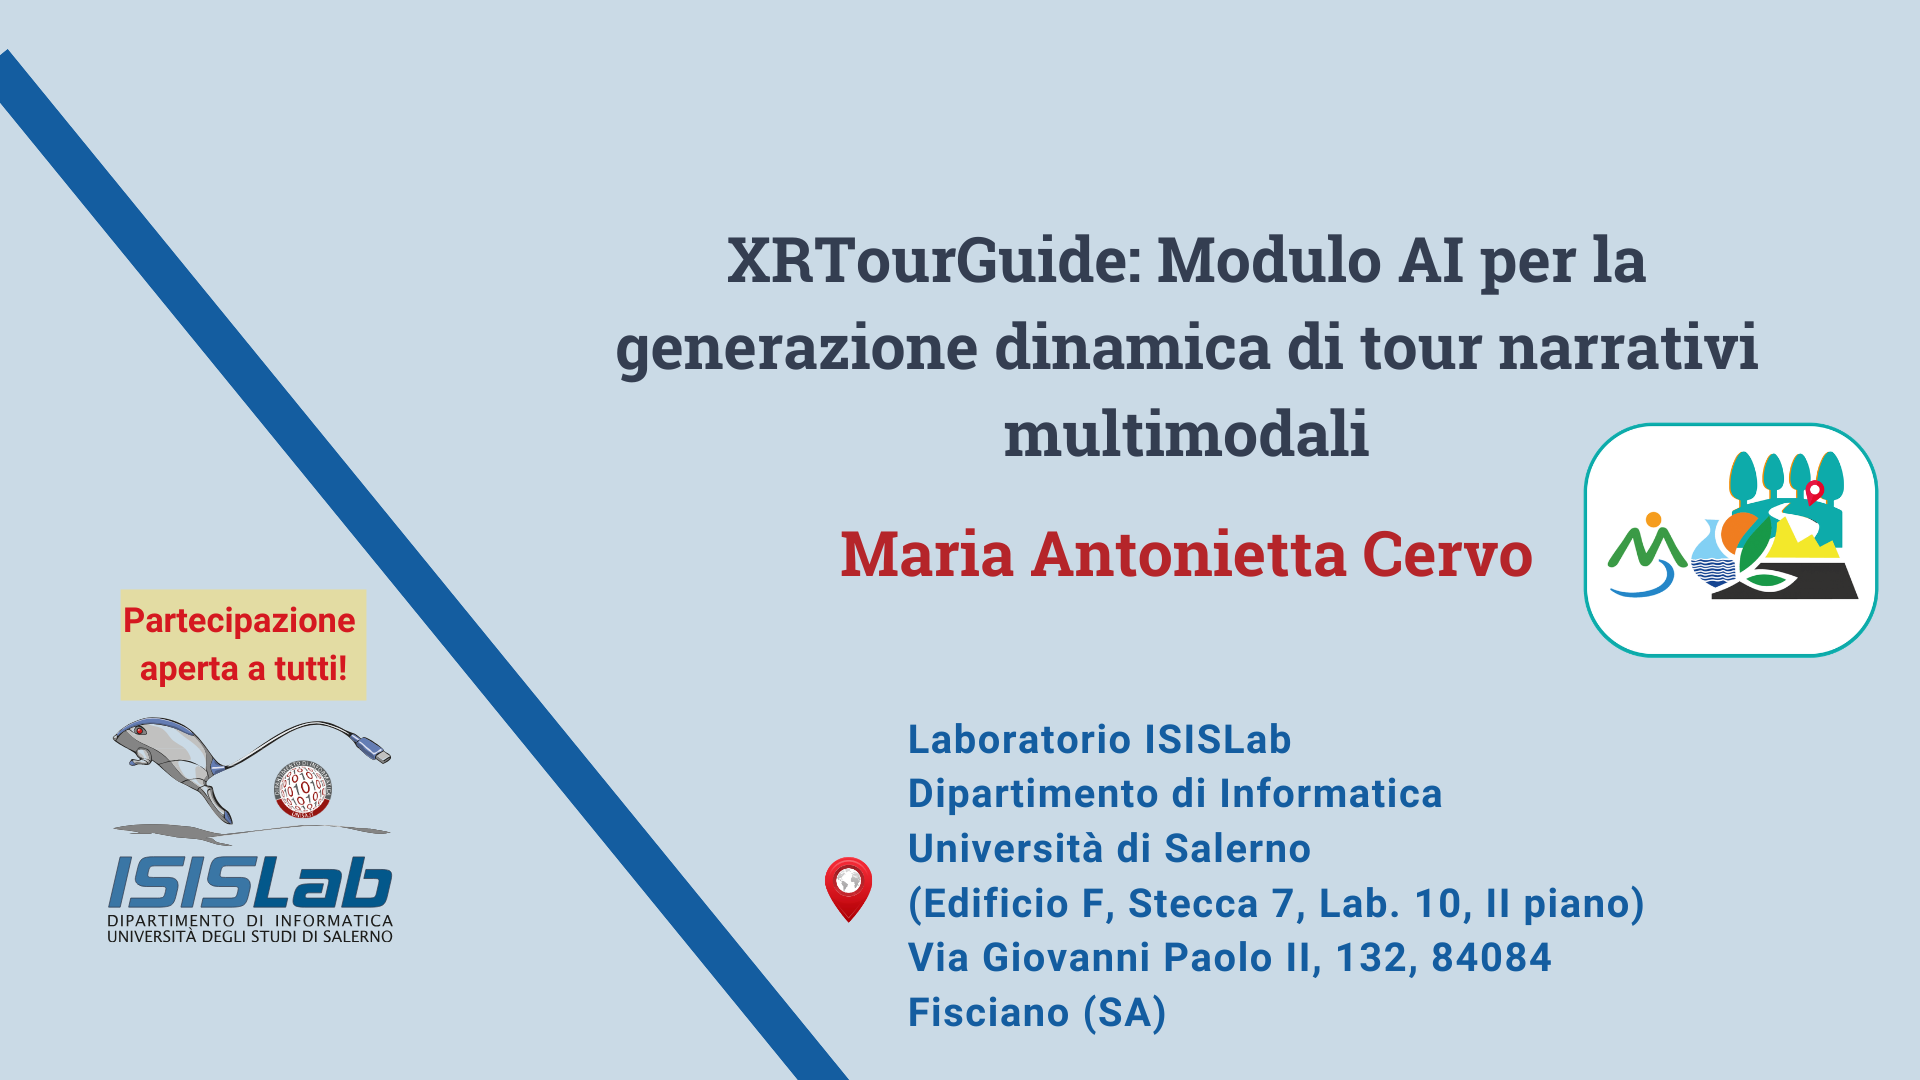 XRTourGuide: Modulo AI per la
generazione dinamica di tour narrativi
multimodali
Maria Antonietta Cervo
Partecipazione
aperta a tutti!
ISISLab
DIPARTIMENTO DI INFORMATICA
UNIVERSITÀ DEGLI STUDI DI SALERNO
Laboratorio ISISLab
Dipartimento di Informatica
Università di Salerno
(Edificio F, Stecca 7, Lab. 10, II piano)
Via Giovanni Paolo II, 132, 84084
Fisciano (SA)